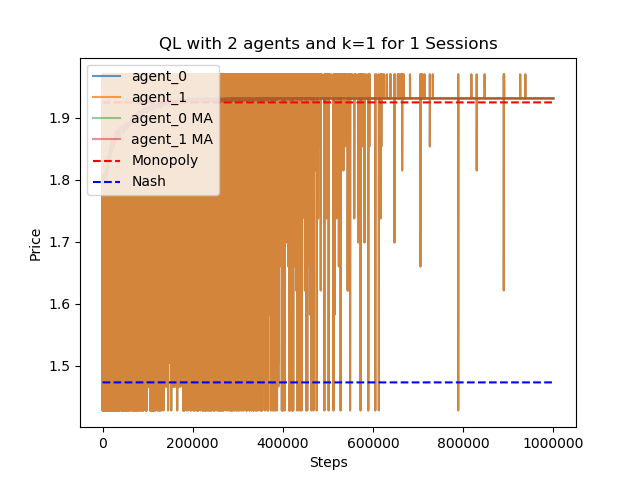 QL with 2 agents and k=1 for 1 Sessions
agent_0
agent_1
agent_0 MA
agent_1 MA
Monopoly
Nash
Price
1.9
1.8
1.7
1.6
1.5
0
200000
400000
600000
800000
1000000
Steps